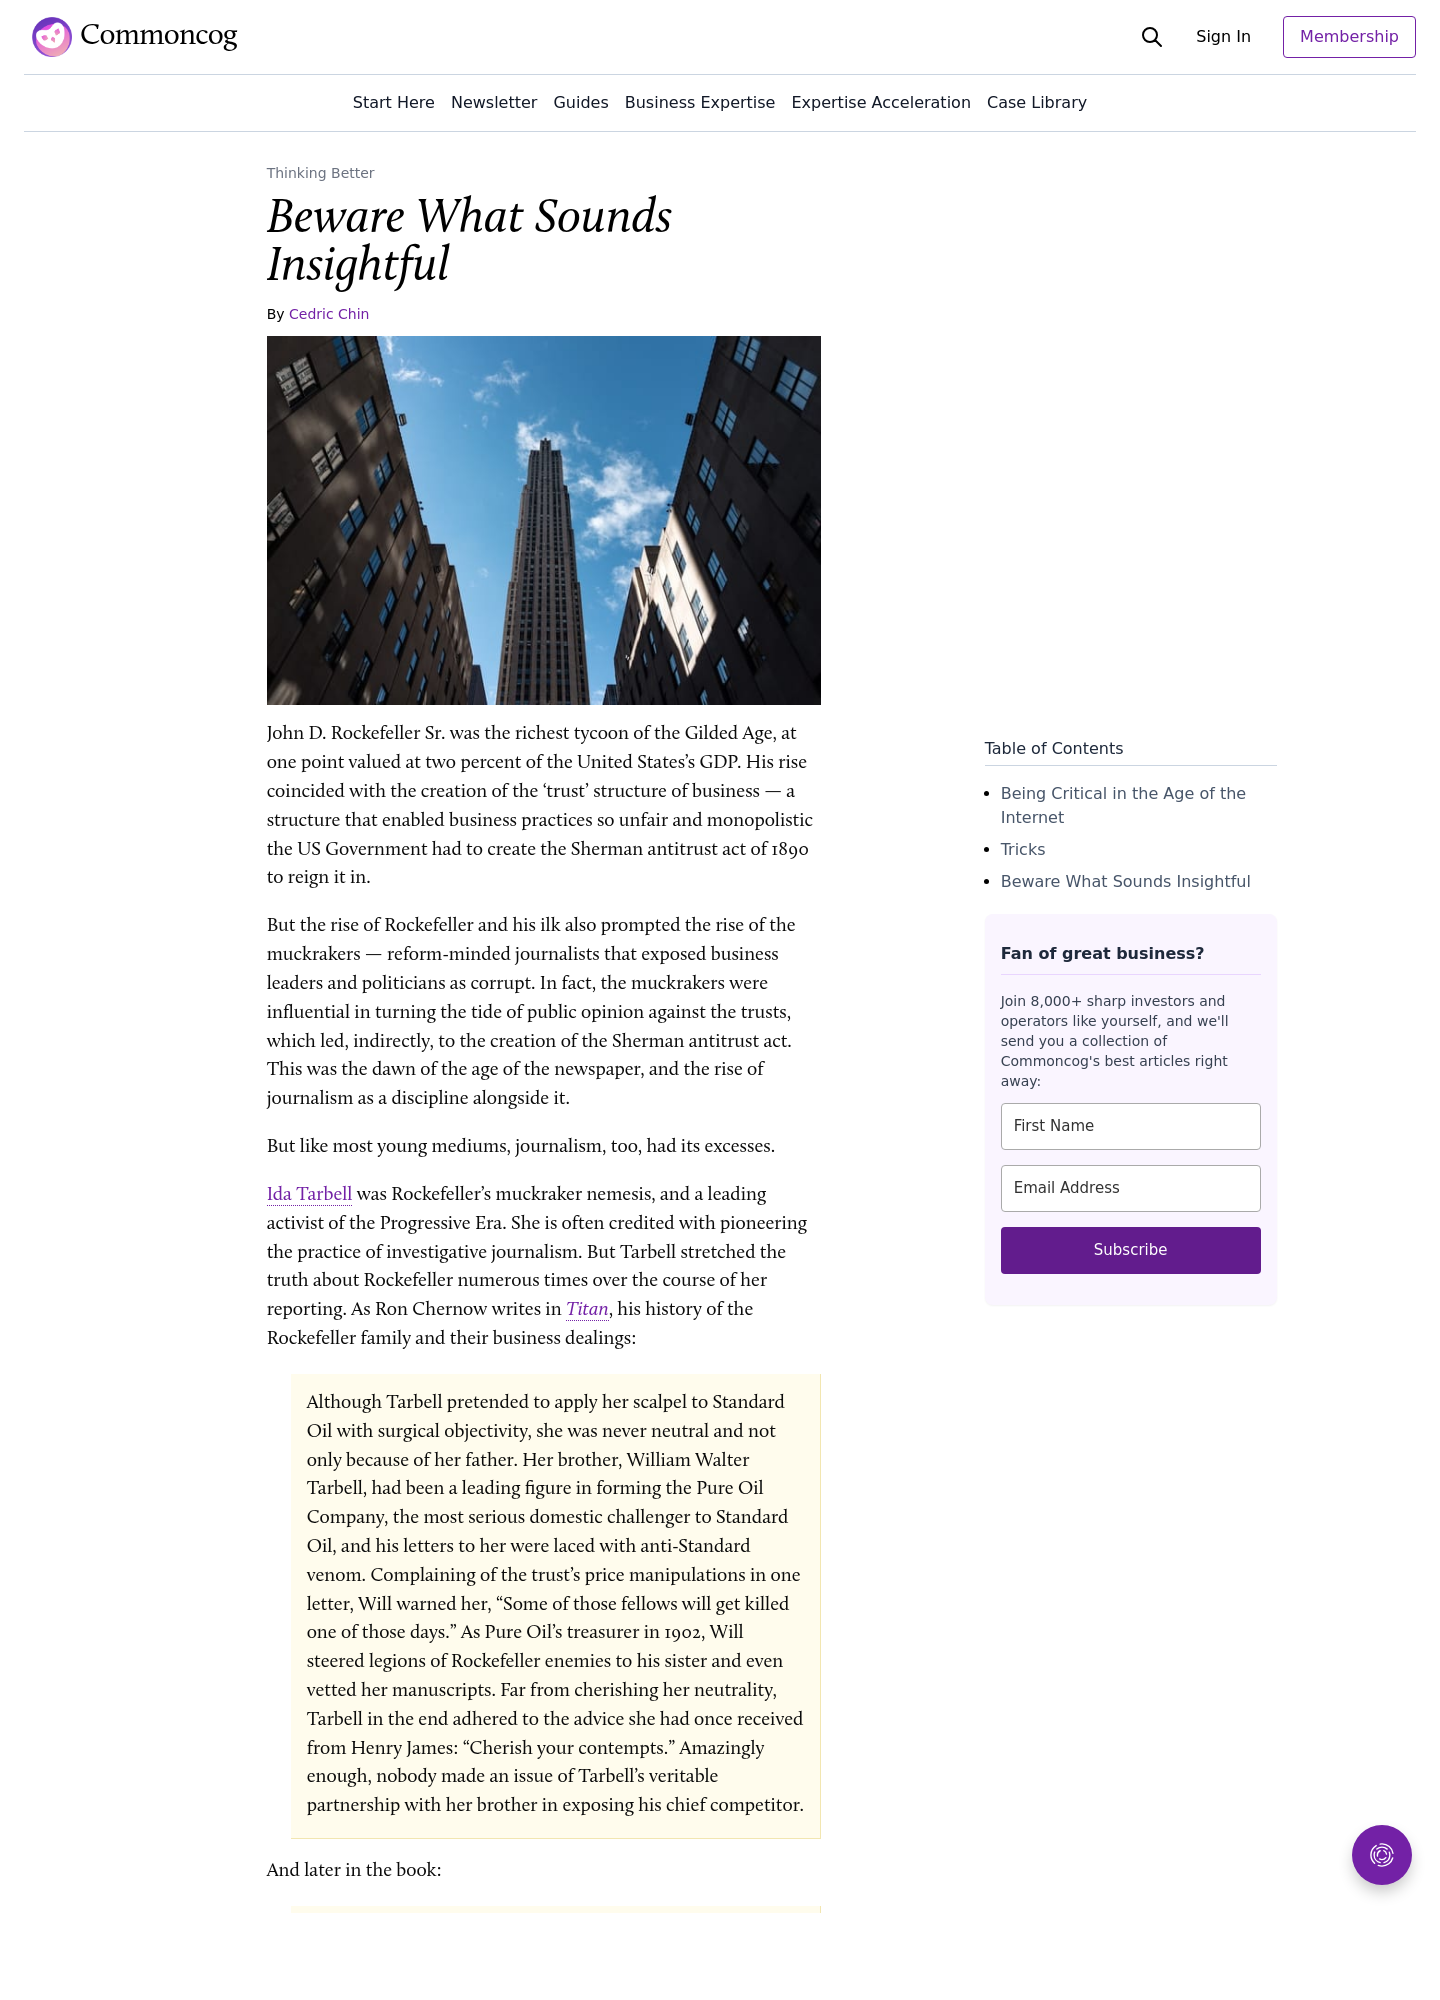 Commoncog
Sign In
Membership
Start Here
Newsletter
Guides
Business Expertise
Expertise Acceleration
Case Library
Thinking Better
Beware What Sounds
Insightful
By Cedric Chin
John D. Rockefeller Sr. was the richest tycoon of the Gilded Age, at
one point valued at two percent of the United States’s GDP. His rise
coincided with the creation of the ‘trust’ structure of business — a
structure that enabled business practices so unfair and monopolistic
the US Government had to create the Sherman antitrust act of 1890
to reign it in.
But the rise of Rockefeller and his ilk also prompted the rise of the
muckrakers — reform-minded journalists that exposed business
leaders and politicians as corrupt. In fact, the muckrakers were
influential in turning the tide of public opinion against the trusts,
which led, indirectly, to the creation of the Sherman antitrust act.
This was the dawn of the age of the newspaper, and the rise of
journalism as a discipline alongside it.
But like most young mediums, journalism, too, had its excesses.
Ida Tarbell was Rockefeller’s muckraker nemesis, and a leading
activist of the Progressive Era. She is often credited with pioneering
the practice of investigative journalism. But Tarbell stretched the
truth about Rockefeller numerous times over the course of her
reporting. As Ron Chernow writes in Titan, his history of the
Rockefeller family and their business dealings:
Although Tarbell pretended to apply her scalpel to Standard
Oil with surgical objectivity, she was never neutral and not
only because of her father. Her brother, William Walter
Tarbell, had been a leading figure in forming the Pure Oil
Company, the most serious domestic challenger to Standard
Oil, and his letters to her were laced with anti-Standard
venom. Complaining of the trust’s price manipulations in one
letter, Will warned her, “Some of those fellows will get killed
one of those days.” As Pure Oil’s treasurer in 1902, Will
steered legions of Rockefeller enemies to his sister and even
vetted her manuscripts. Far from cherishing her neutrality,
Tarbell in the end adhered to the advice she had once received
from Henry James: “Cherish your contempts.” Amazingly
enough, nobody made an issue of Tarbell’s veritable
partnership with her brother in exposing his chief competitor.
And later in the book:
Table of Contents
Being Critical in the Age of the
Internet
Tricks
Beware What Sounds Insightful
Fan of great business?
Join 8,000+ sharp investors and
operators like yourself, and we'll
send you a collection of
Commoncog's best articles right
away:
First Name
Email Address
Subscribe